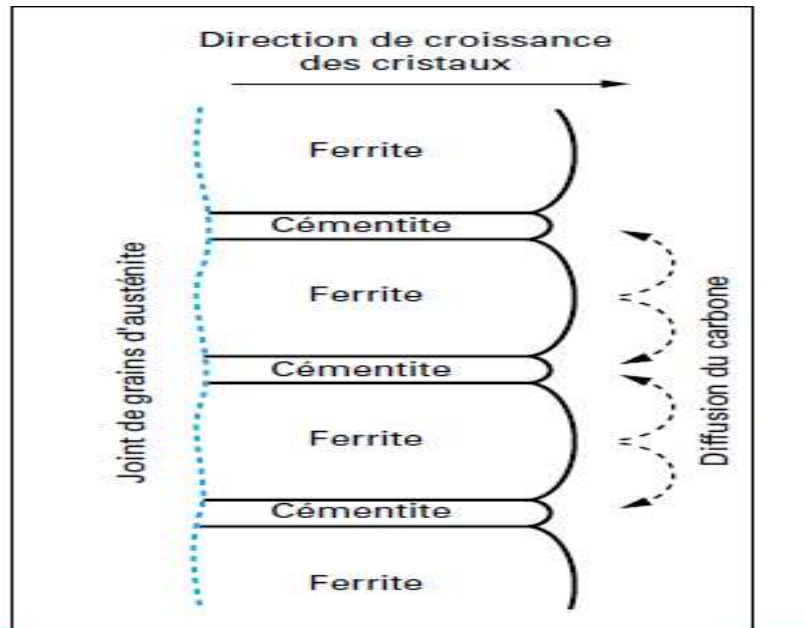 Direction de croissance
des cristaux
Ferrite
Cémentite
Ferrite
Cémentite
Ferrite
Cémentite
Ferrite
Joint de grains d'austénite
Diffusion du carbone